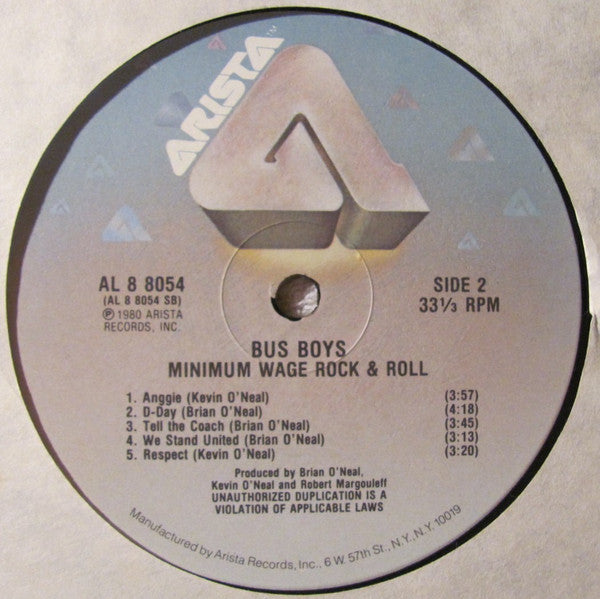 ARISTA
AL 8 8054
(AL 8 8054 SB)
℗ 1980 ARISTA
RECORDS, INC.
SIDE 2
33 1/3 RPM
BUS BOYS
MINIMUM WAGE ROCK & ROLL
1. Anggie (Kevin O'Neal) (3:57)
2. D-Day (Brian O'Neal) (4:18)
3. Tell the Coach (Brian O'Neal) (3:45)
4. We Stand United (Brian O'Neal) (3:13)
5. Respect (Kevin O'Neal) (3:20)
Produced by Brian O'Neal,
Kevin O'Neal and Robert Margouleff
UNAUTHORIZED DUPLICATION IS A
VIOLATION OF APPLICABLE LAWS
Manufactured by Arista Records, Inc., 6 W. 57th St., N.Y., N.Y. 10019